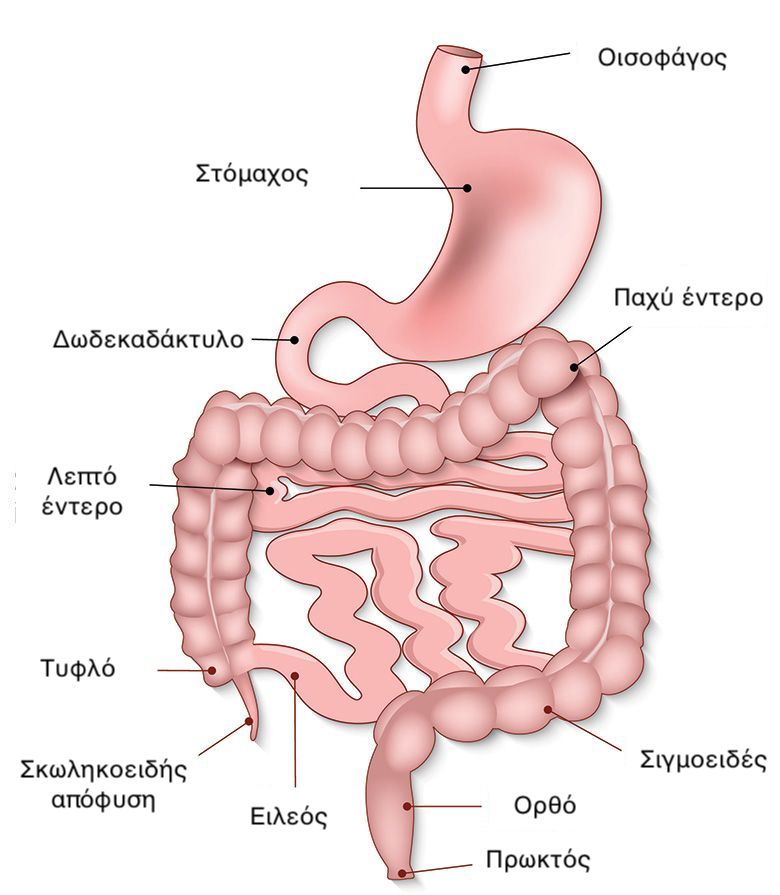 Οισοφάγος
Στόμαχος
Παχύ έντερο
Δωδεκαδάκτυλο
Λεπτό
έντερο
Τυφλό
Σκωληκοειδής
απόφυση
Ειλεός
Σιγμοειδές
Ορθό
Πρωκτός